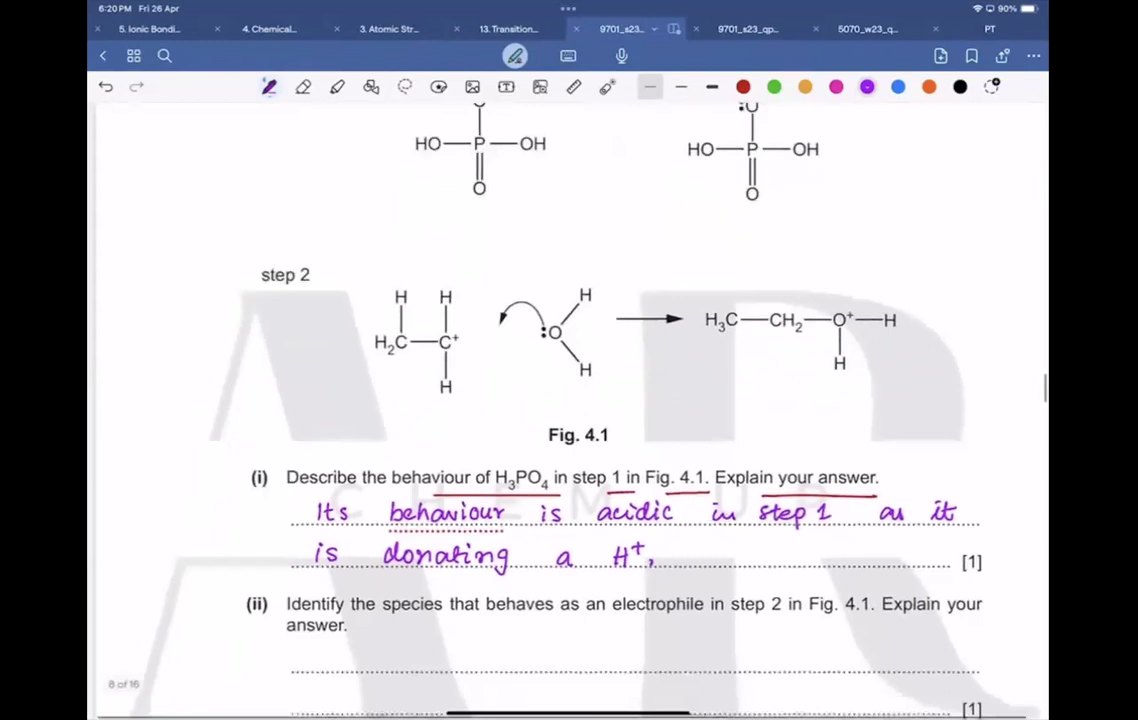 6:20 PM Fri 26 Apr
90%
5. Ionic Bondi...
4. Chemical...
3. Atomic Str...
13. Transition...
9701_s23...
9701_s23_qp...
5070_w23_q...
PT
HO—P—OH
O
HO—P—OH
O
step 2
H H
H₂C—C⁺
H
H
:O
H
H₃C—CH₂—O⁺—H
H
Fig. 4.1
(i) Describe the behaviour of H₃PO₄ in step 1 in Fig. 4.1. Explain your answer.
Its behaviour is acidic in step 1 as it
is donating a H⁺. [1]
(ii) Identify the species that behaves as an electrophile in step 2 in Fig. 4.1. Explain your
answer.
[1]
8 of 16